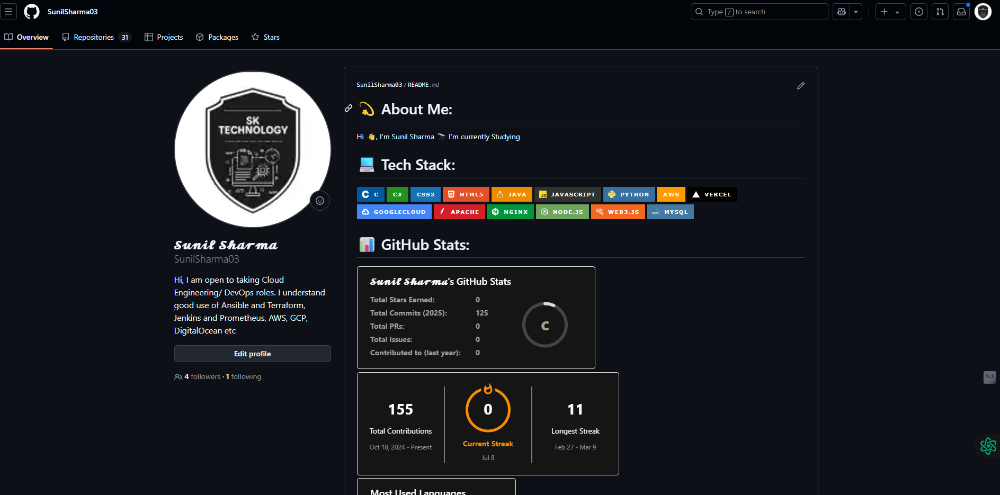 SunilSharma03
Type / to search
Overview
Repositories 31
Projects
Packages
Stars
SK
TECHNOLOGY
𝓢𝓾𝓷𝓲𝓵 𝓢𝓱𝓪𝓻𝓶𝓪
SunilSharma03
Hi, I am open to taking Cloud
Engineering/ DevOps roles. I understand
good use of Ansible and Terraform,
Jenkins and Prometheus, AWS, GCP,
DigitalOcean etc
Edit profile
4 followers · 1 following
SunilSharma03/README.md
💫 About Me:
Hi 👋, I'm Sunil Sharma 🔭 I’m currently Studying
💻 Tech Stack:
C C
C#
CSS3
HTML5
JAVA
JS JAVASCRIPT
PYTHON
AWS
VERCEL
GOOGLECLOUD
APACHE
NGINX
NODE.JS
WEB3.JS
MySQL MYSQL
📊 GitHub Stats:
𝓢𝓾𝓷𝓲𝓵 𝓢𝓱𝓪𝓻𝓶𝓪's GitHub Stats
Total Stars Earned: 0
Total Commits (2025): 125
Total PRs: 0
Total Issues: 0
Contributed to (last year): 0
C
155
Total Contributions
Oct 18, 2024 - Present
0
Current Streak
Jul 8
11
Longest Streak
Feb 27 - Mar 9
Most Used Languages